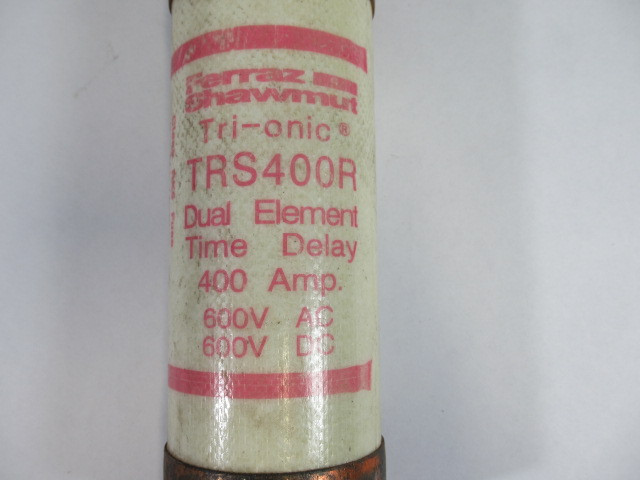 Ferraz
Shawmut
Tri-onic®
TRS400R
Dual Element
Time Delay
400 Amp.
600V AC
600V DC